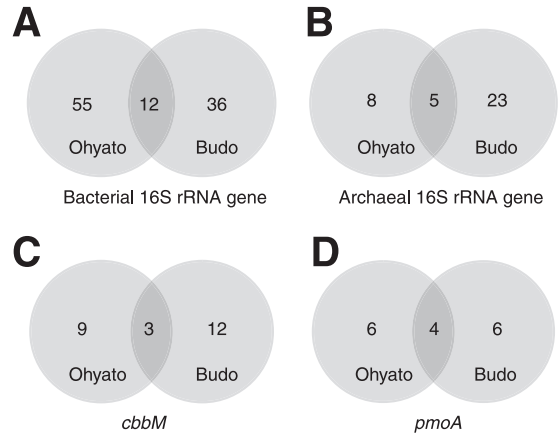 A
B
55 12 36
Ohyato Budo
8 5 23
Ohyato Budo
Bacterial 16S rRNA gene
Archaeal 16S rRNA gene
C
D
9 3 12
Ohyato Budo
6 4 6
Ohyato Budo
cbbM
pmoA